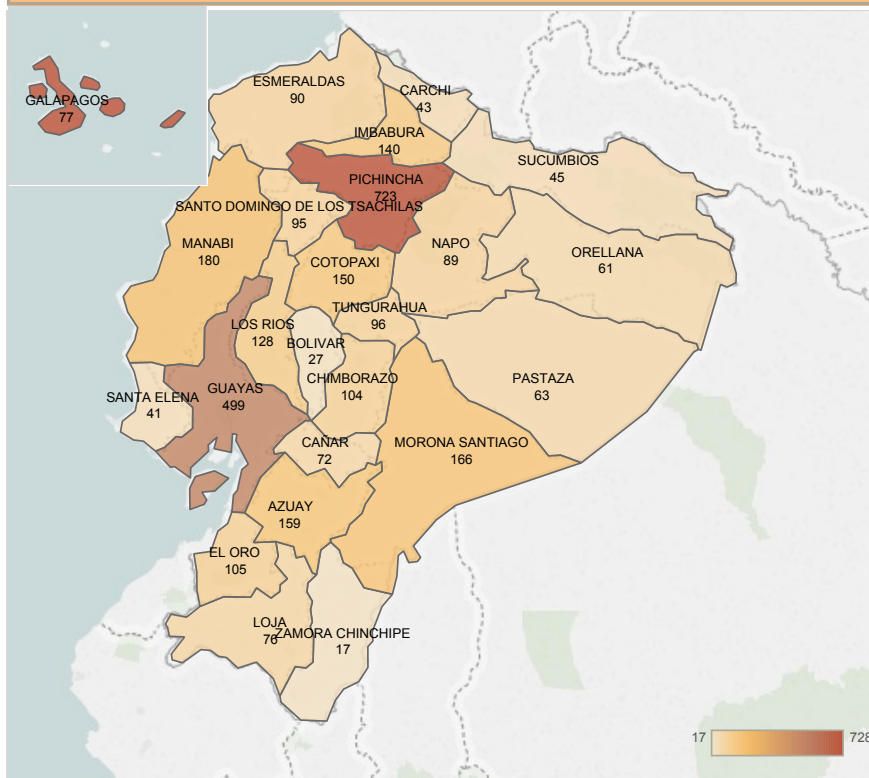 GALAPAGOS
77
ESMERALDAS
90
CARCHI
43
IMBABURA
140
SUCUMBIOS
45
PICHINCHA
723
SANTO DOMINGO DE LOS TSACHILAS
95
MANABI
180
COTOPAXI
150
NAPO
89
ORELLANA
61
TUNGURAHUA
96
LOS RIOS
128
BOLIVAR
27
CHIMBORAZO
104
PASTAZA
63
SANTA ELENA
41
GUAYAS
499
CAÑAR
72
MORONA SANTIAGO
166
AZUAY
159
EL ORO
105
LOJA
76
ZAMORA CHINCHIPE
17
17 728